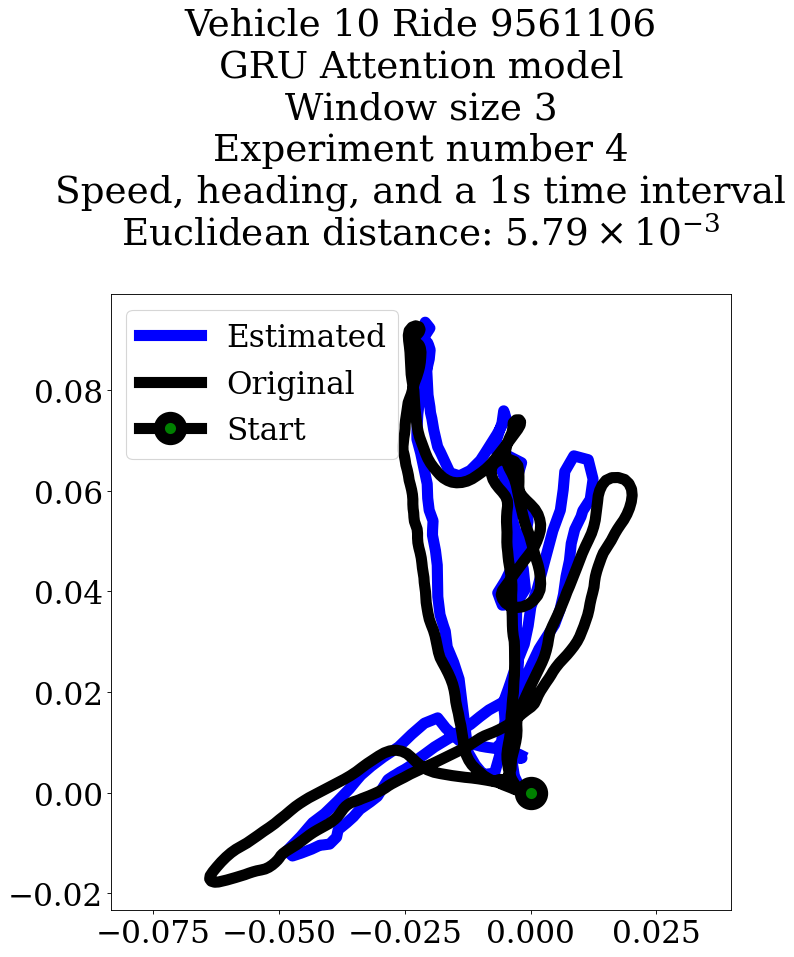 Vehicle 10 Ride 9561106
GRU Attention model
Window size 3
Experiment number 4
Speed, heading, and a 1s time interval
Euclidean distance: 5.79 × 10⁻³
Estimated
Original
Start
0.08
0.06
0.04
0.02
0.00
−0.02
−0.075 −0.050 −0.025 0.000 0.025